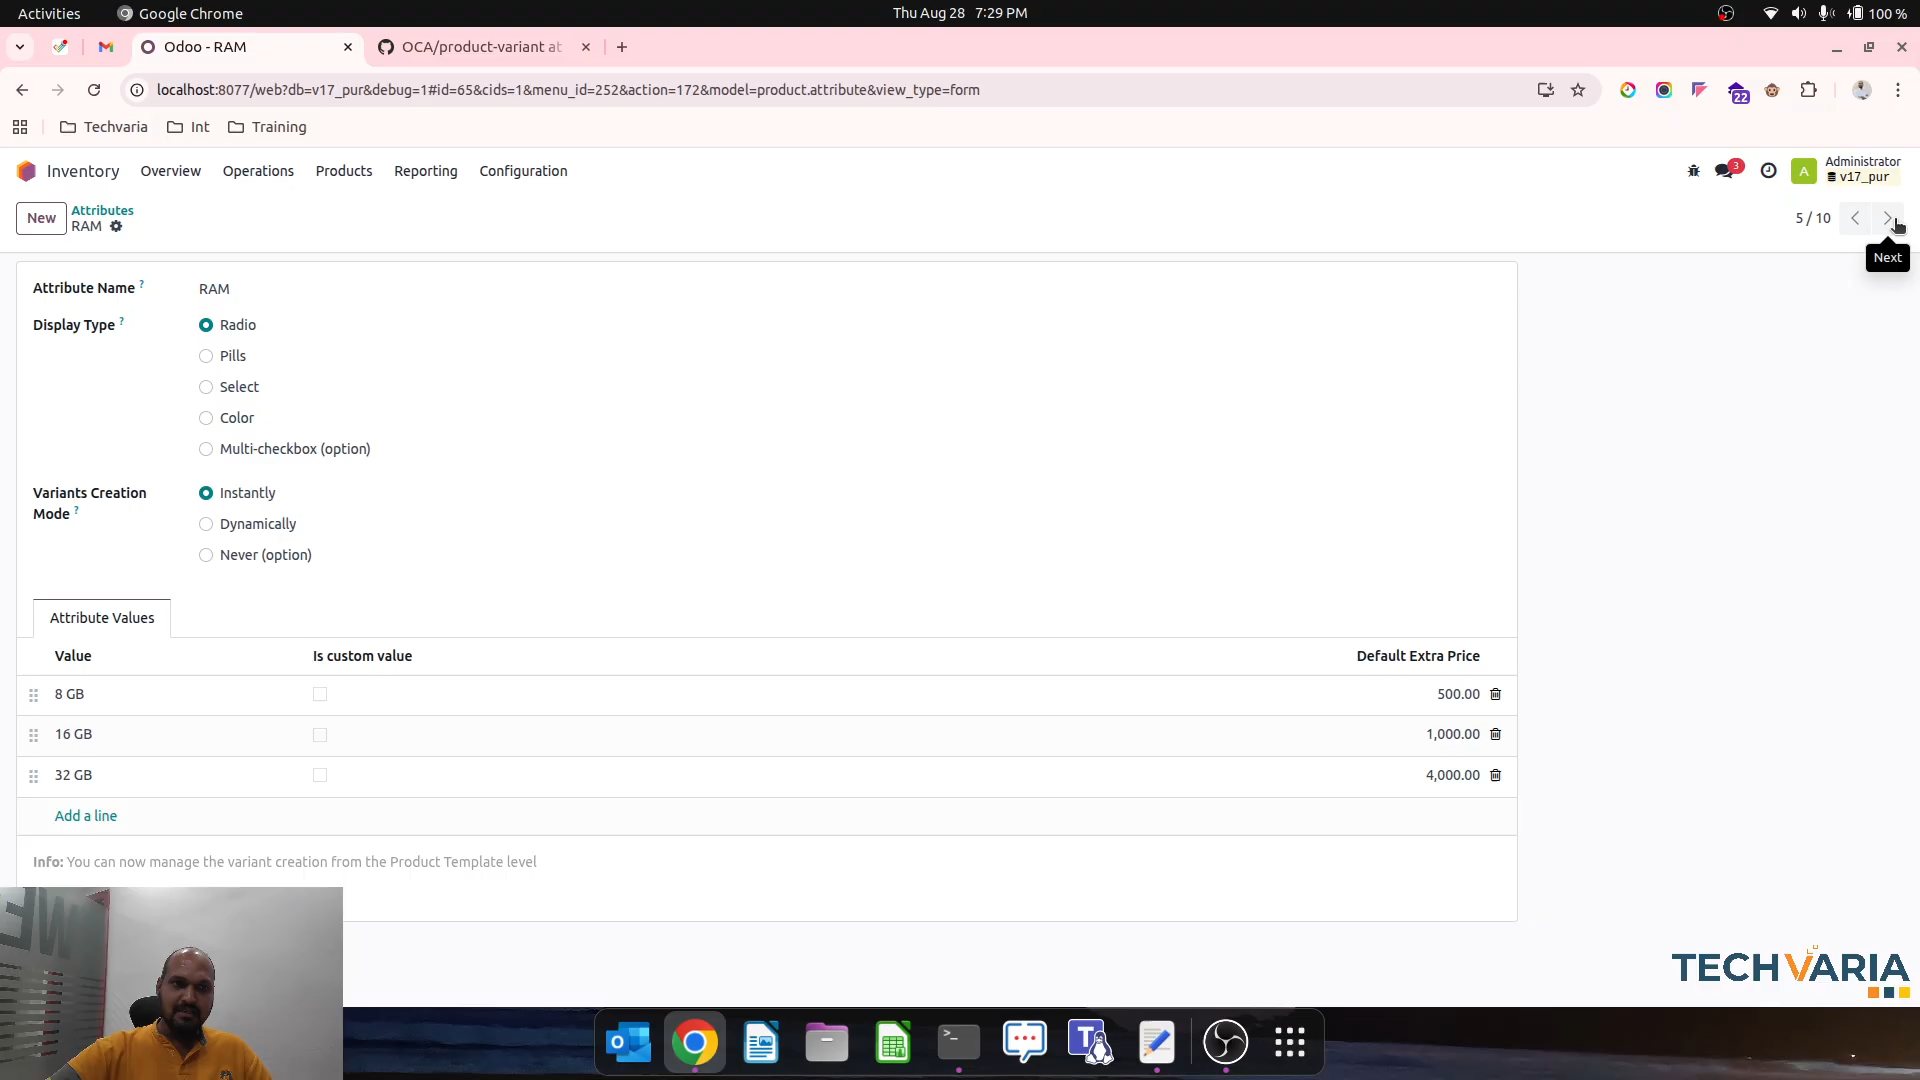 Activities
Google Chrome
Thu Aug 28 7:29 PM
100 %
Odoo - RAM
OCA/product-variant at
localhost:8077/web?db=v17_pur&debug=1#id=65&cids=1&menu_id=252&action=172&model=product.attribute&view_type=form
22
Techvaria
Int
Training
Inventory
Overview
Operations
Products
Reporting
Configuration
3
A
Administrator
v17_pur
New
Attributes
RAM
5 / 10
Next
Attribute Name ?
RAM
Display Type ?
Radio
Pills
Select
Color
Multi-checkbox (option)
Variants Creation
Mode ?
Instantly
Dynamically
Never (option)
Attribute Values
Value
Is custom value
Default Extra Price
8 GB
500.00
16 GB
1,000.00
32 GB
4,000.00
Add a line
Info: You can now manage the variant creation from the Product Template level
TECHVARIA